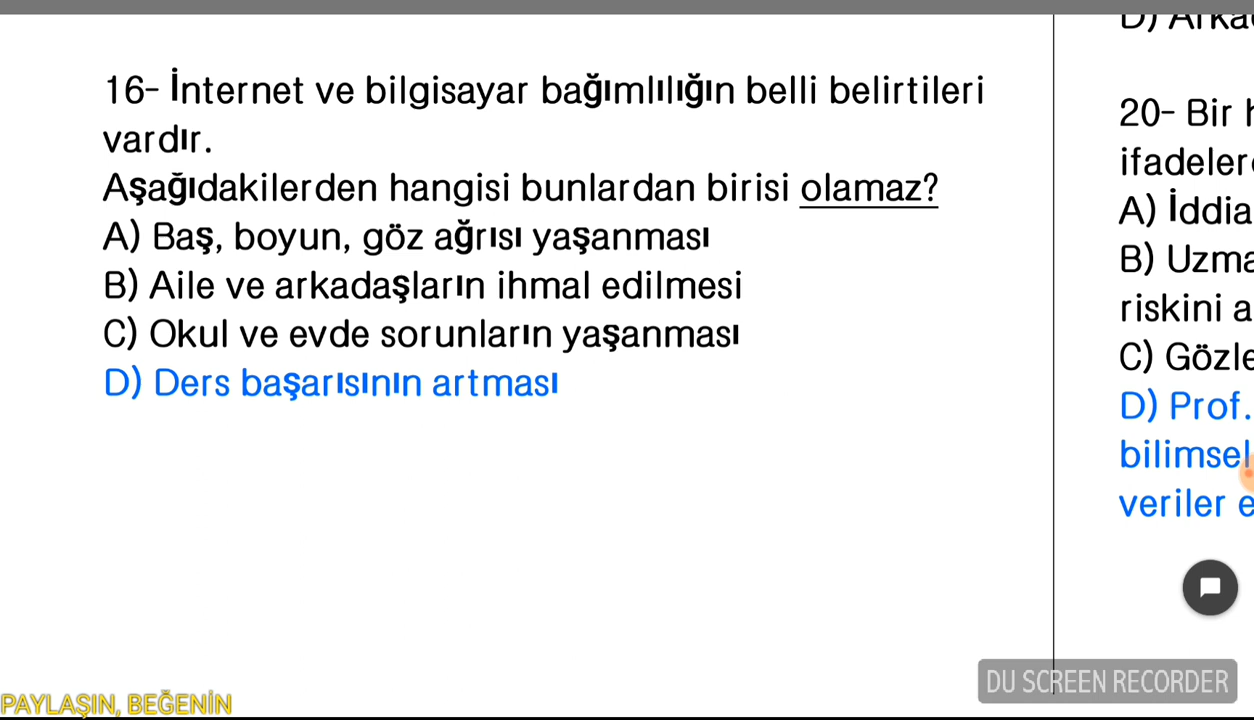 16- İnternet ve bilgisayar bağımlılığın belli belirtileri
vardır.
Aşağıdakilerden hangisi bunlardan birisi olamaz?
A) Baş, boyun, göz ağrısı yaşanması
B) Aile ve arkadaşların ihmal edilmesi
C) Okul ve evde sorunların yaşanması
D) Ders başarısının artması
20- Bir
ifadeler
A) İddia
B)
riskini
C)
D) Prof.
bilimsel
veriler
DU SCREEN RECORDER
PAYLAŞIN, BEĞENİN